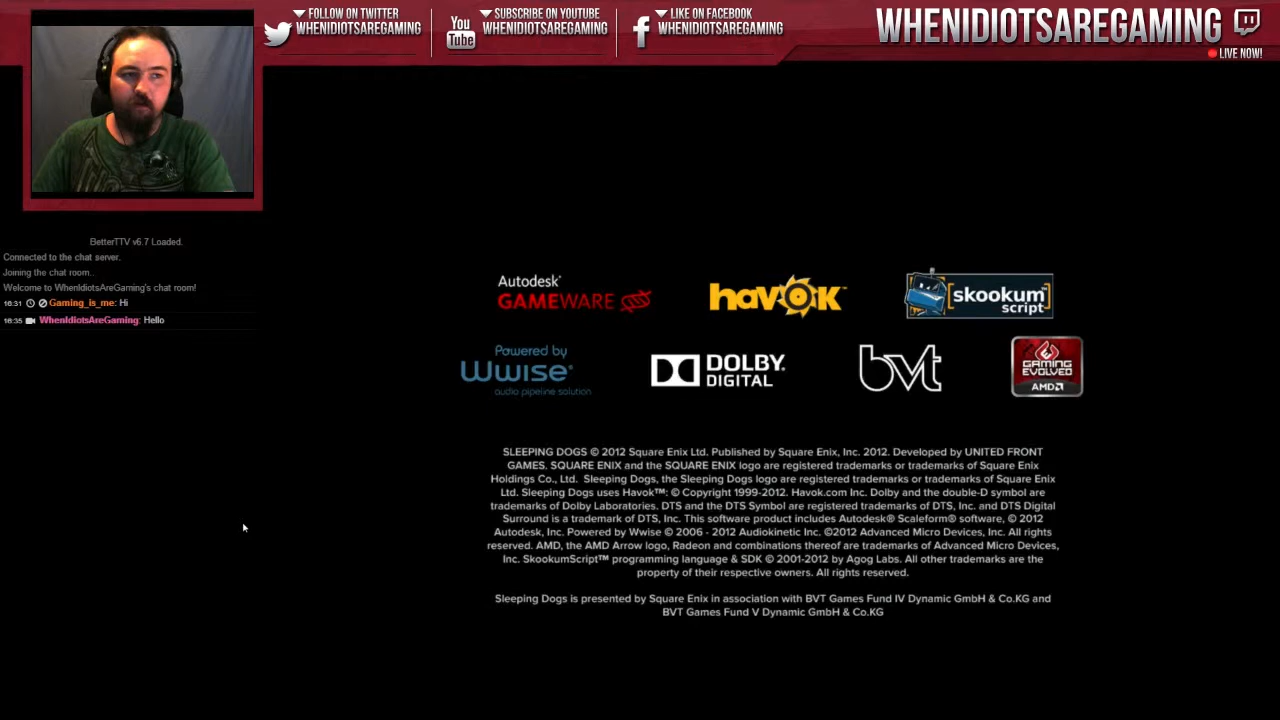 FOLLOW ON TWITTER
WHENIDIOTSAREGAMING
You
Tube
SUBSCRIBE ON YOUTUBE
WHENIDIOTSAREGAMING
f
LIKE ON FACEBOOK
WHENIDIOTSAREGAMING
WHENIDIOTSAREGAMING
LIVE NOW!
BetterTTV v6.7 Loaded.
Connected to the chat server.
Joining the chat room..
Welcome to WhenIdiotsAreGaming's chat room!
16:31 Gaming_is_me: Hi
16:35 WhenIdiotsAreGaming: Hello
Autodesk®
GAMEWARE
havok™
skookum™
script
Powered by
Wwise®
audio pipeline solution
DOLBY®
DIGITAL
bvt
GAMING
EVOLVED
AMD
SLEEPING DOGS © 2012 Square Enix Ltd. Published by Square Enix, Inc. 2012. Developed by UNITED FRONT
GAMES. SQUARE ENIX and the SQUARE ENIX logo are registered trademarks or trademarks of Square Enix
Holdings Co., Ltd. Sleeping Dogs, the Sleeping Dogs logo are registered trademarks or trademarks of Square Enix
Ltd. Sleeping Dogs uses Havok™: © Copyright 1999-2012. Havok.com Inc. Dolby and the double-D symbol are
trademarks of Dolby Laboratories. DTS and the DTS Symbol are registered trademarks of DTS, Inc. and DTS Digital
Surround is a trademark of DTS, Inc. This software product includes Autodesk® Scaleform® software, © 2012
Autodesk, Inc. Powered by Wwise © 2006 - 2012 Audiokinetic Inc. ©2012 Advanced Micro Devices, Inc. All rights
reserved. AMD, the AMD Arrow logo, Radeon and combinations thereof are trademarks of Advanced Micro Devices,
Inc. SkookumScript™ programming language & SDK © 2001-2012 by Agog Labs. All other trademarks are the
property of their respective owners. All rights reserved.
Sleeping Dogs is presented by Square Enix in association with BVT Games Fund IV Dynamic GmbH & Co.KG and
BVT Games Fund V Dynamic GmbH & Co.KG